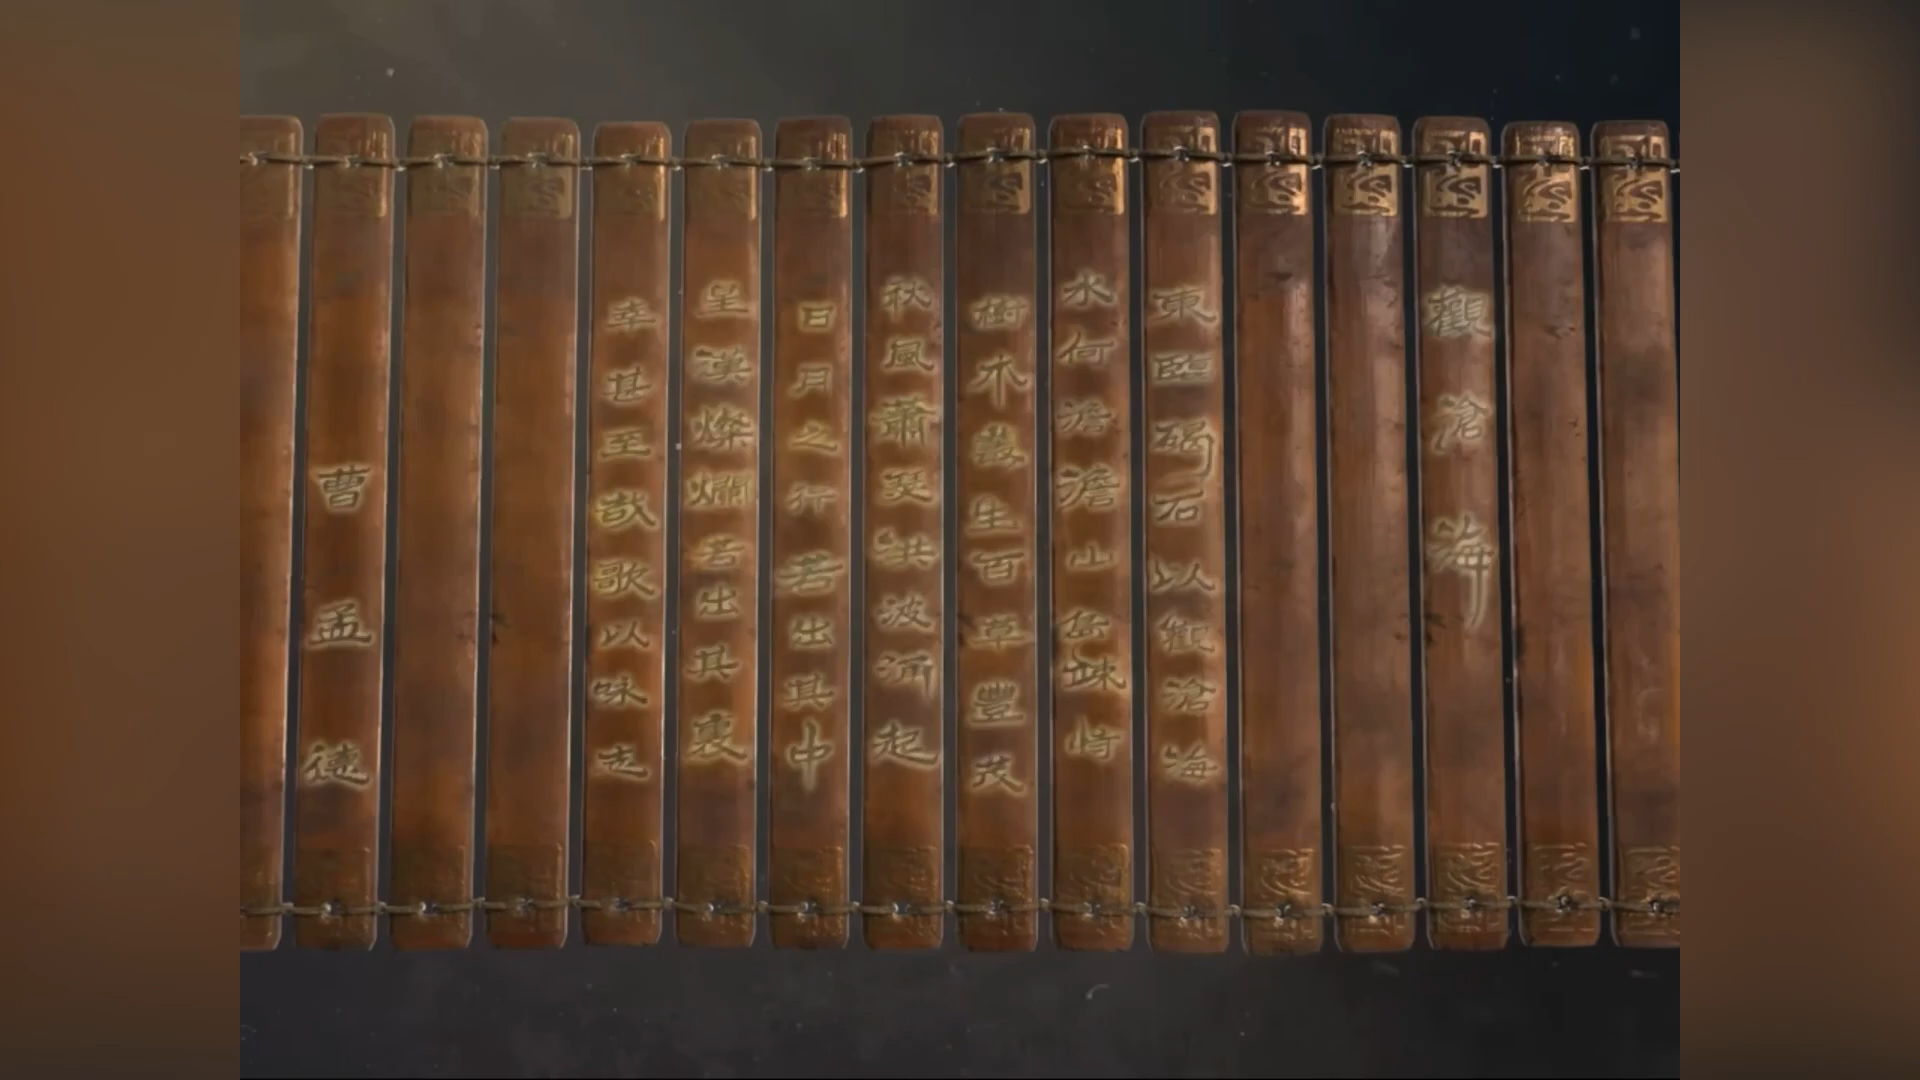 觀滄海
東臨碣石以觀滄海
水何澹澹山島竦峙
樹木叢生百草豐茂
秋風蕭瑟洪波涌起
日月之行若出其中
星漢燦爛若出其裏
幸甚至哉歌以咏志
曹孟德